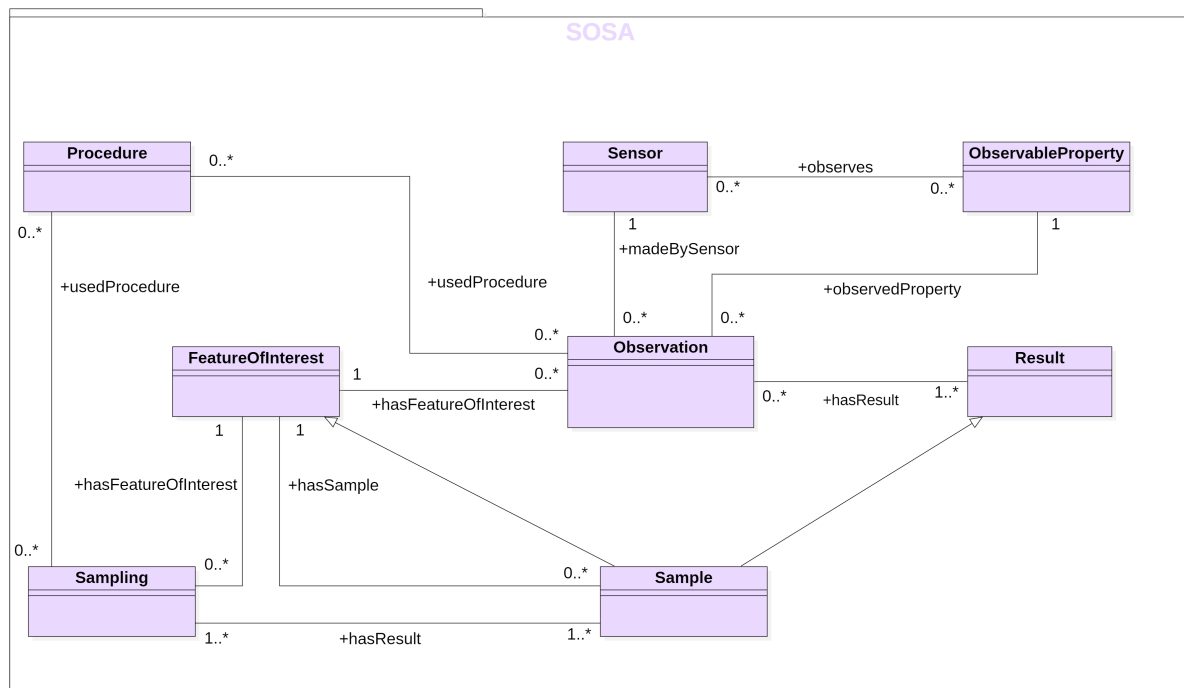 SOSA
Procedure
Sensor
ObservableProperty
0..*
+observes
0..*
0..*
0..*
1
1
+madeBySensor
+usedProcedure
+usedProcedure
+observedProperty
0..*
0..*
0..*
Observation
FeatureOfInterest
Result
1
0..*
+hasFeatureOfInterest
0..*
+hasResult
1..*
1
1
+hasFeatureOfInterest
+hasSample
0..*
0..*
0..*
Sampling
Sample
1..*
+hasResult
1..*